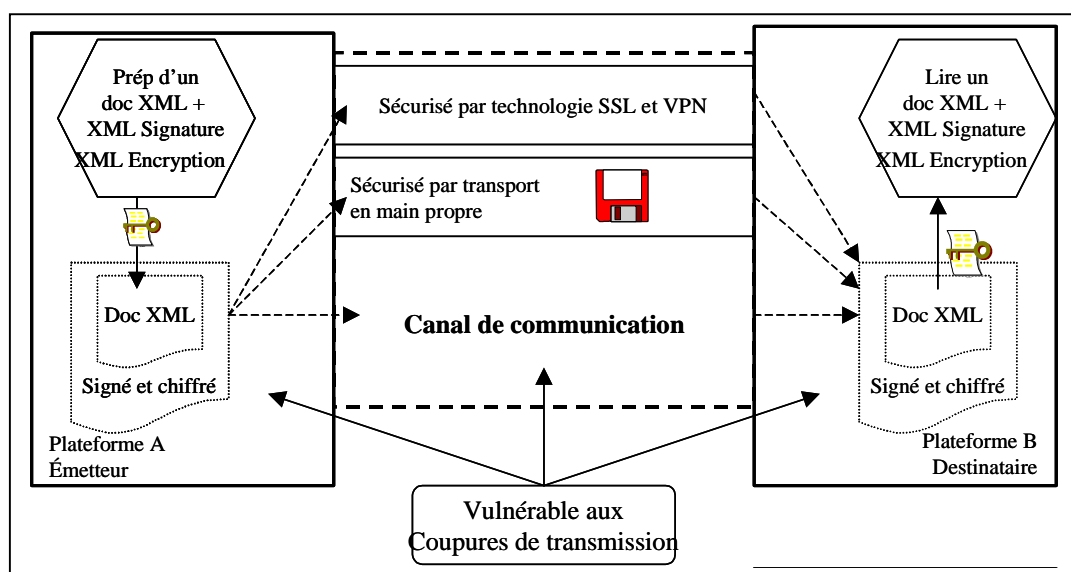 Prép d'un
doc XML +
XML Signature
XML Encryption
Doc XML
Signé et chiffré
Plateforme A
Émetteur
Sécurisé par technologie SSL et VPN
Sécurisé par transport
en main propre
Canal de communication
Vulnérable aux
Coupures de transmission
Lire un
doc XML +
XML Signature
XML Encryption
Doc XML
Signé et chiffré
Plateforme B
Destinataire